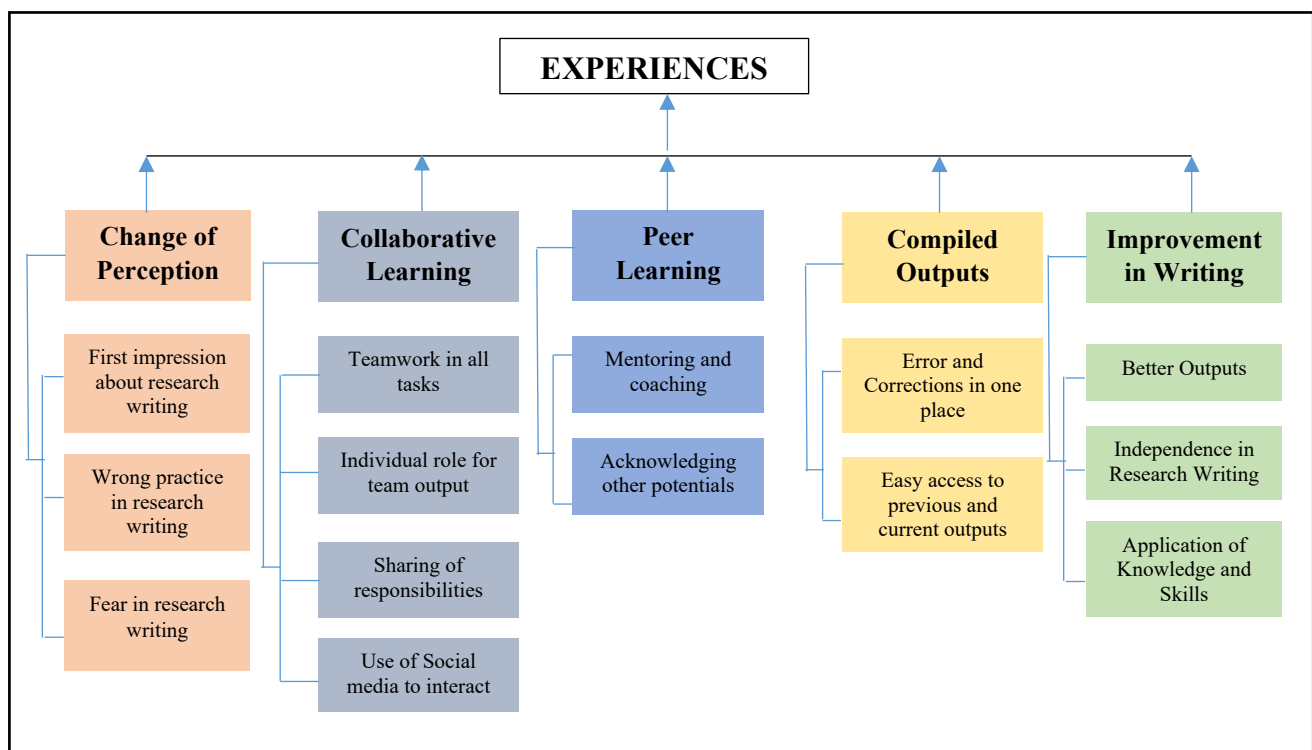 EXPERIENCES
Change of
Perception
First impression
about research
writing
Wrong practice
in research
writing
Fear in research
writing
Collaborative
Learning
Teamwork in all
tasks
Individual role for
team output
Sharing of
responsibilities
Use of Social
media to interact
Peer
Learning
Mentoring and
coaching
Acknowledging
other potentials
Compiled
Outputs
Error and
Corrections in one
place
Easy access to
previous and
current outputs
Improvement
in Writing
Better Outputs
Independence in
Research Writing
Application of
Knowledge and
Skills